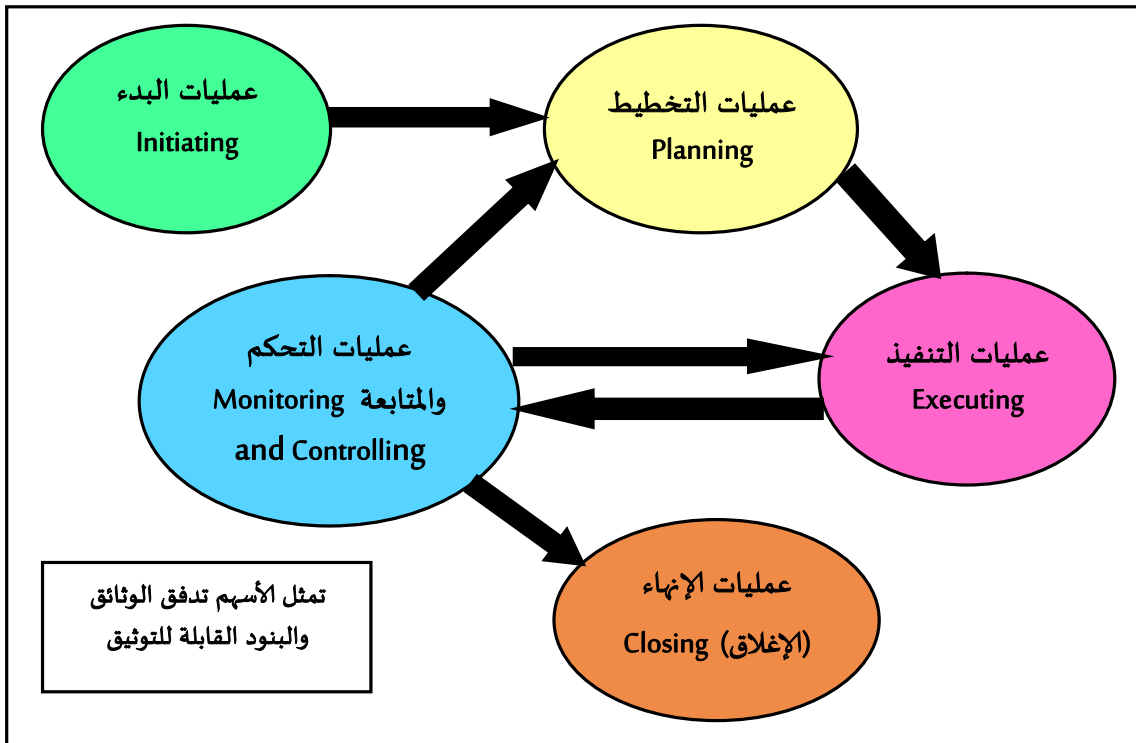 عمليات البدء
Initiating
عمليات التخطيط
Planning
عمليات التحكم
والمتابعة Monitoring
and Controlling
عمليات التنفيذ
Executing
عمليات الإنهاء
(الإغلاق) Closing
تمثل الأسهم تدفق الوثائق
والبنود القابلة للتوثيق